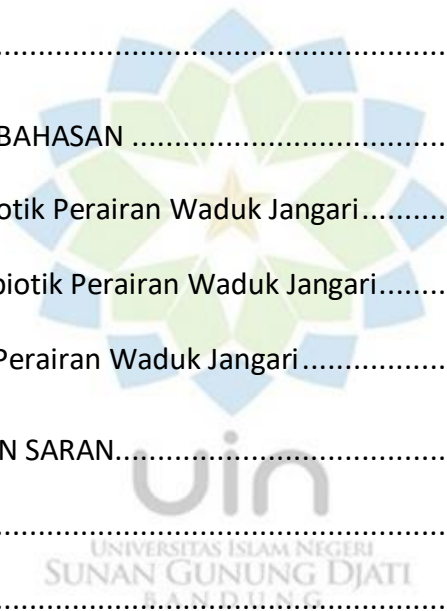 ................................................
BAHASAN ................................
otik Perairan Waduk Jangari..........
biotik Perairan Waduk Jangari........
Perairan Waduk Jangari................
N SARAN..................................
................................................
uin
UNIVERSITAS ISLAM NEGERI
SUNAN GUNUNG DJATI
BANDUNG
................................................